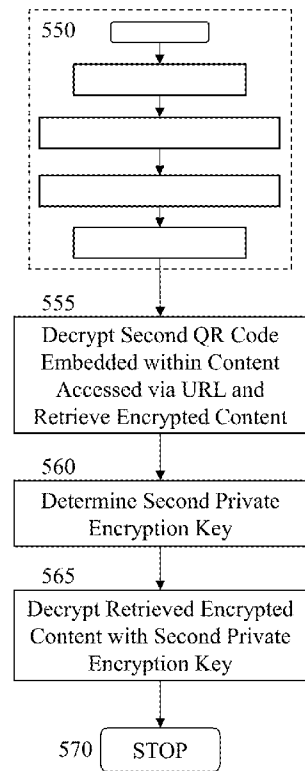 550
555
Decrypt Second QR Code
Embedded within Content
Accessed via URL and
Retrieve Encrypted Content
560
Determine Second Private
Encryption Key
565
Decrypt Retrieved Encrypted
Content with Second Private
Encryption Key
570 STOP